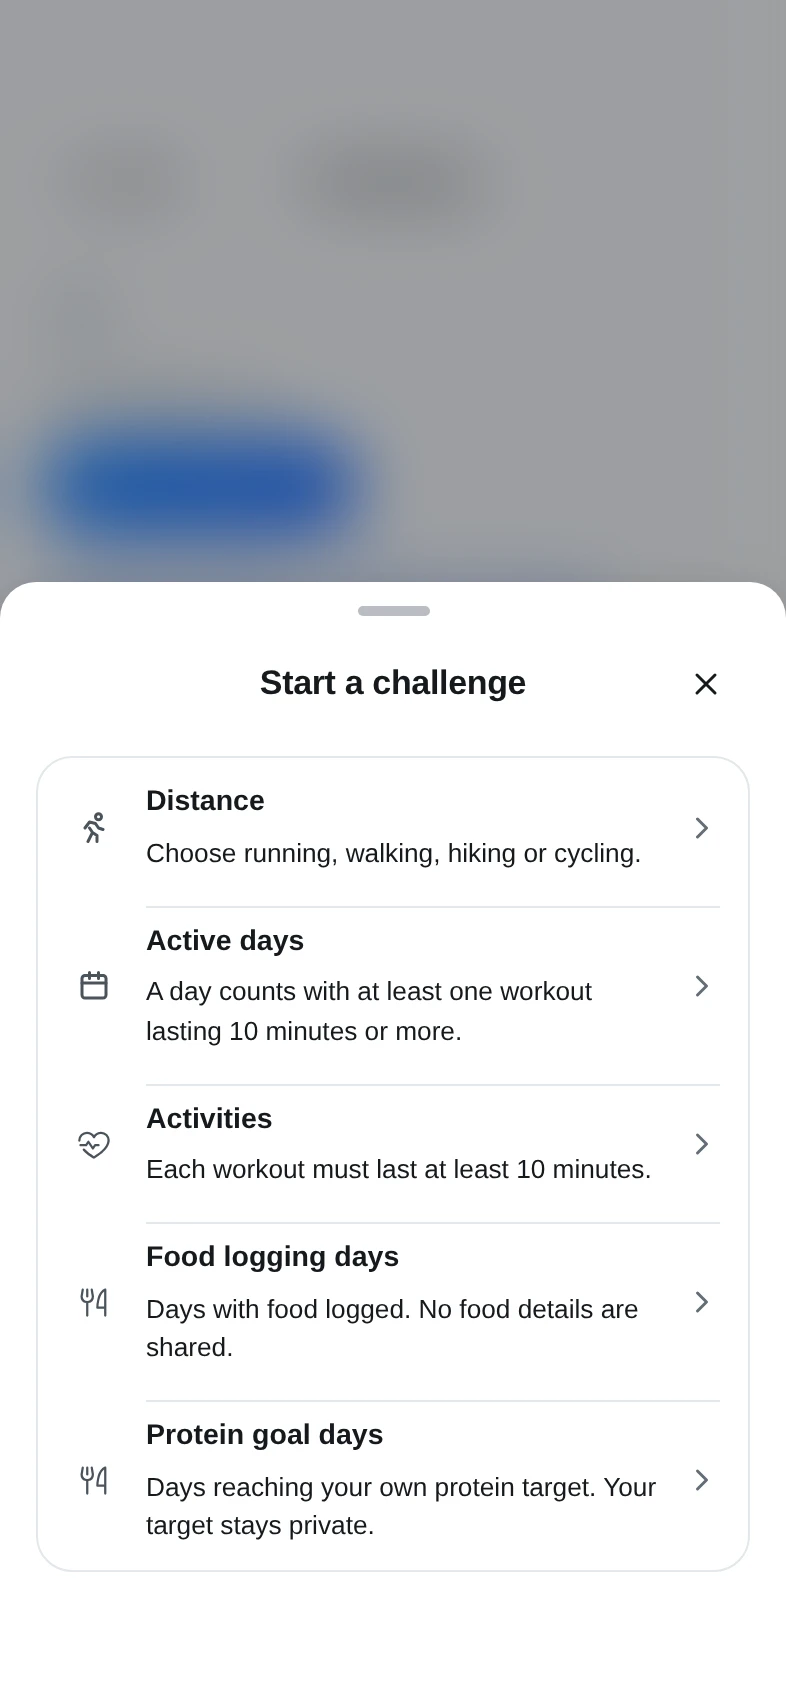 Start a challenge
Distance
Choose running, walking, hiking or cycling.
Active days
A day counts with at least one workout
lasting 10 minutes or more.
Activities
Each workout must last at least 10 minutes.
Food logging days
Days with food logged. No food details are
shared.
Protein goal days
Days reaching your own protein target. Your
target stays private.